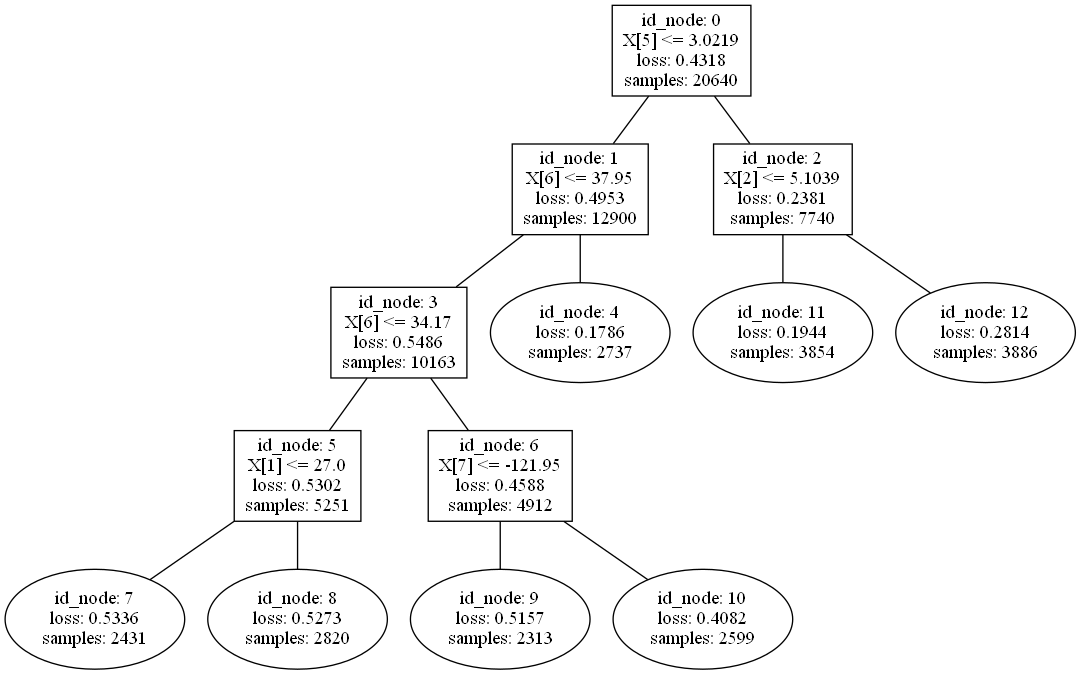 id_node: 0
X[5] <= 3.0219
loss: 0.4318
samples: 20640
id_node: 1
X[6] <= 37.95
loss: 0.4953
samples: 12900
id_node: 2
X[2] <= 5.1039
loss: 0.2381
samples: 7740
id_node: 3
X[6] <= 34.17
loss: 0.5486
samples: 10163
id_node: 4
loss: 0.1786
samples: 2737
id_node: 11
loss: 0.1944
samples: 3854
id_node: 12
loss: 0.2814
samples: 3886
id_node: 5
X[1] <= 27.0
loss: 0.5302
samples: 5251
id_node: 6
X[7] <= -121.95
loss: 0.4588
samples: 4912
id_node: 7
loss: 0.5336
samples: 2431
id_node: 8
loss: 0.5273
samples: 2820
id_node: 9
loss: 0.5157
samples: 2313
id_node: 10
loss: 0.4082
samples: 2599